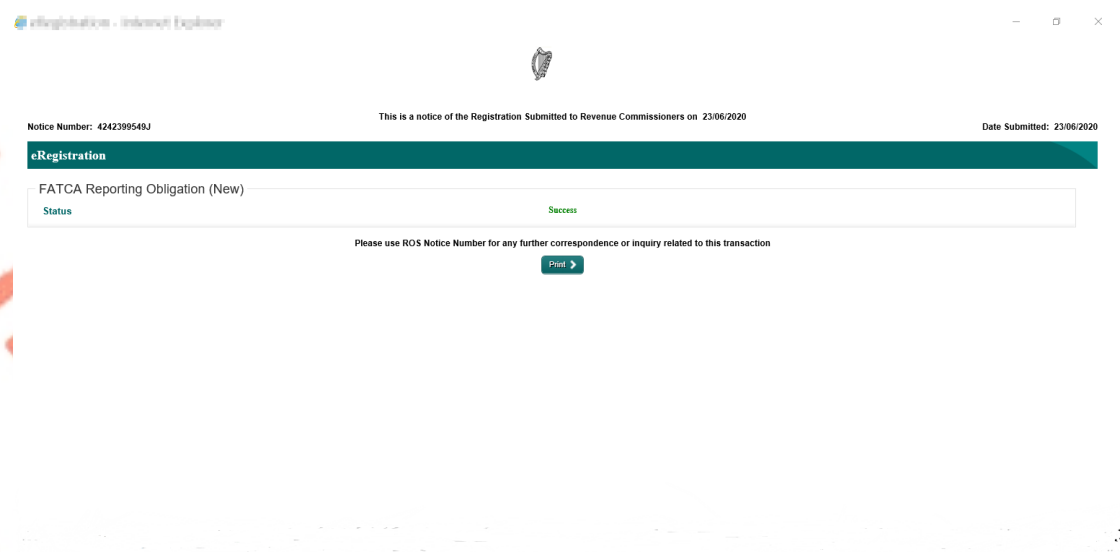 This is a notice of the Registration Submitted to Revenue Commissioners on 23/06/2020
Notice Number: 4242399549J
Date Submitted: 23/06/2020
eRegistration
FATCA Reporting Obligation (New)
Status Success
Please use ROS Notice Number for any further correspondence or inquiry related to this transaction
Print